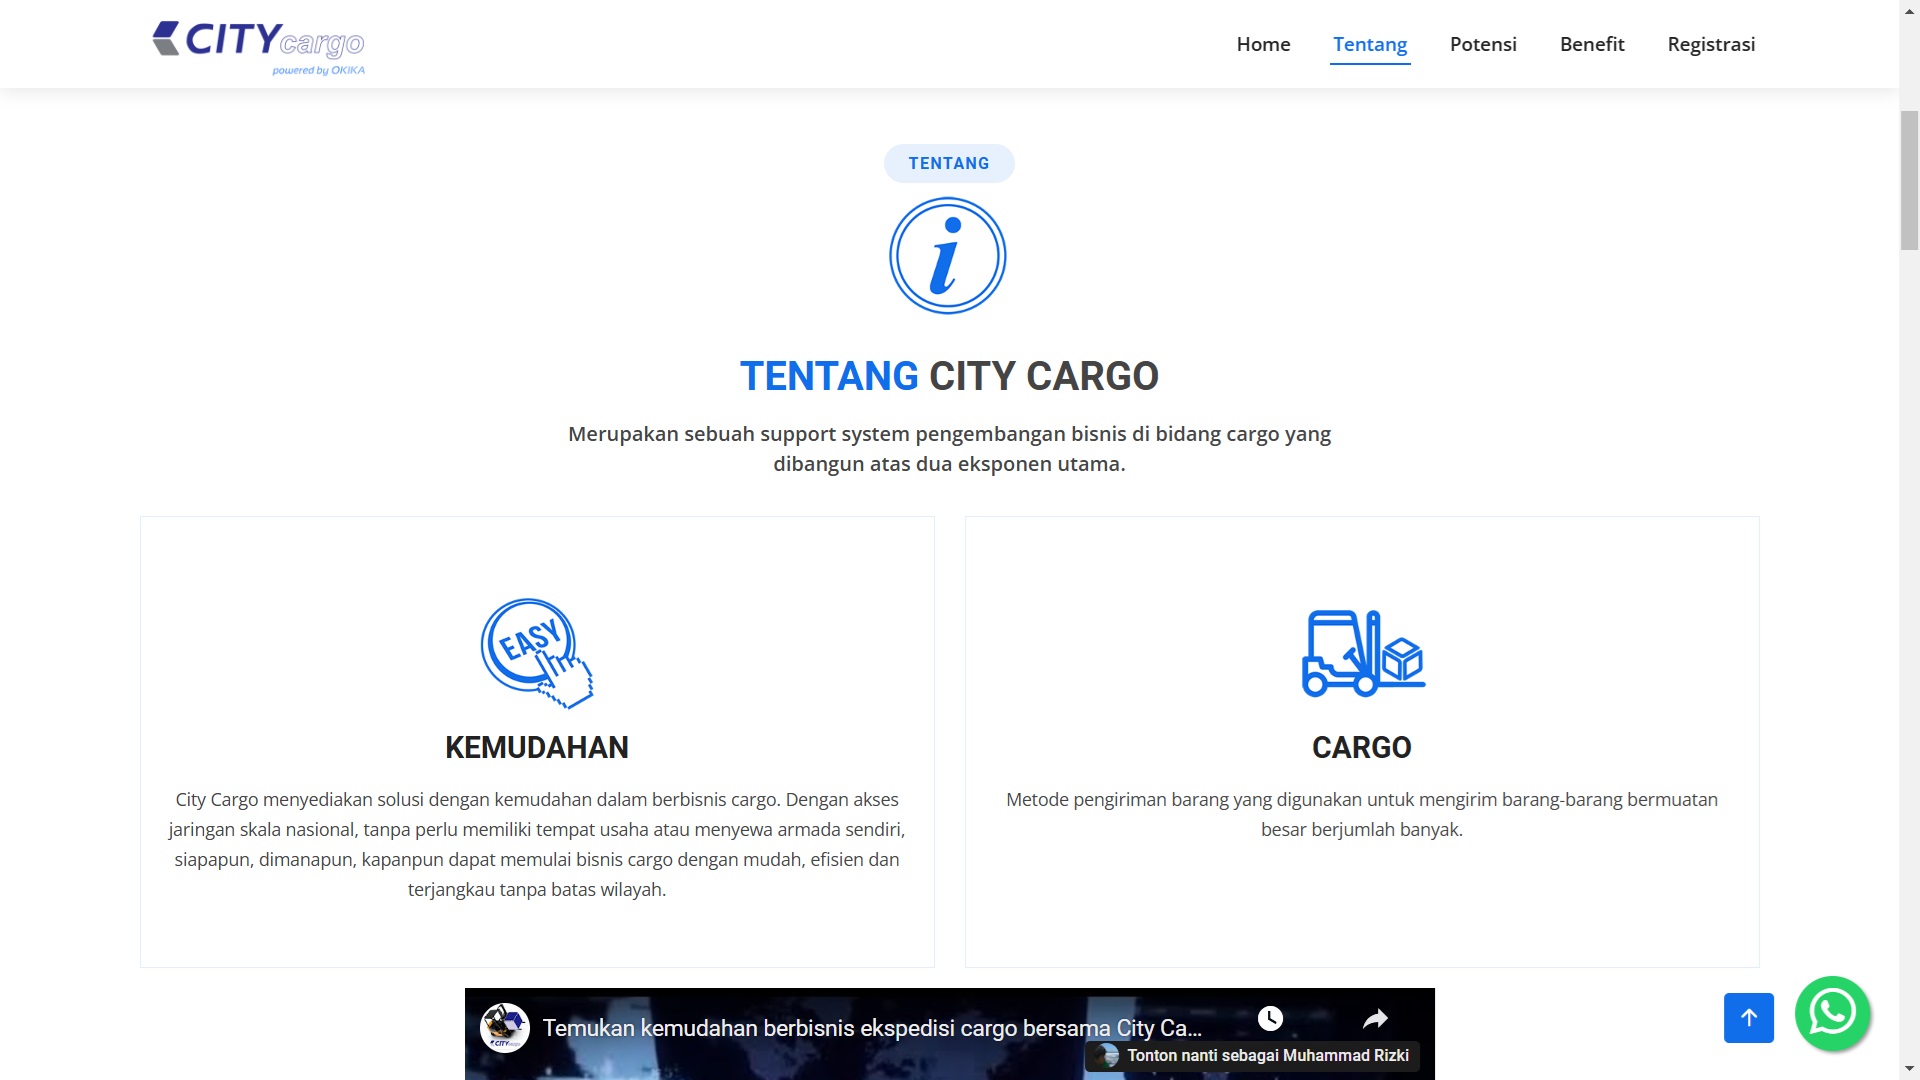 CITY cargo
powered by OKIKA
Home Tentang Potensi Benefit Registrasi
TENTANG
i
TENTANG CITY CARGO
Merupakan sebuah support system pengembangan bisnis di bidang cargo yang
dibangun atas dua eksponen utama.
EASY
KEMUDAHAN
City Cargo menyediakan solusi dengan kemudahan dalam berbisnis cargo. Dengan akses
jaringan skala nasional, tanpa perlu memiliki tempat usaha atau menyewa armada sendiri,
siapapun, dimanapun, kapanpun dapat memulai bisnis cargo dengan mudah, efisien dan
terjangkau tanpa batas wilayah.
CARGO
Metode pengiriman barang yang digunakan untuk mengirim barang-barang bermuatan
besar berjumlah banyak.
CITY cargo
Temukan kemudahan berbisnis ekspedisi cargo bersama City Ca...
Tonton nanti sebagai Muhammad Rizki